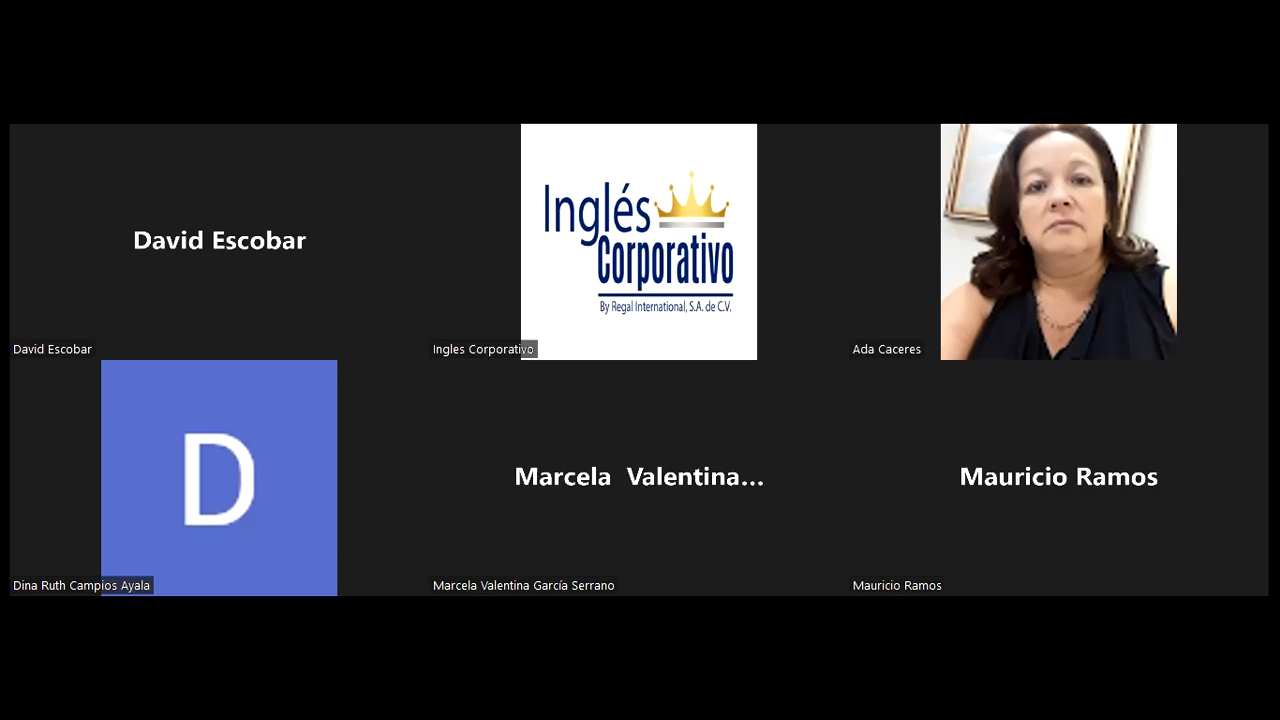 David Escobar
David Escobar
Inglés
Corporativo
By Regal International, S.A. de C.V.
Ingles Corporativo
Ada Caceres
D
Dina Ruth Campios Ayala
Marcela Valentina...
Marcela Valentina García Serrano
Mauricio Ramos
Mauricio Ramos